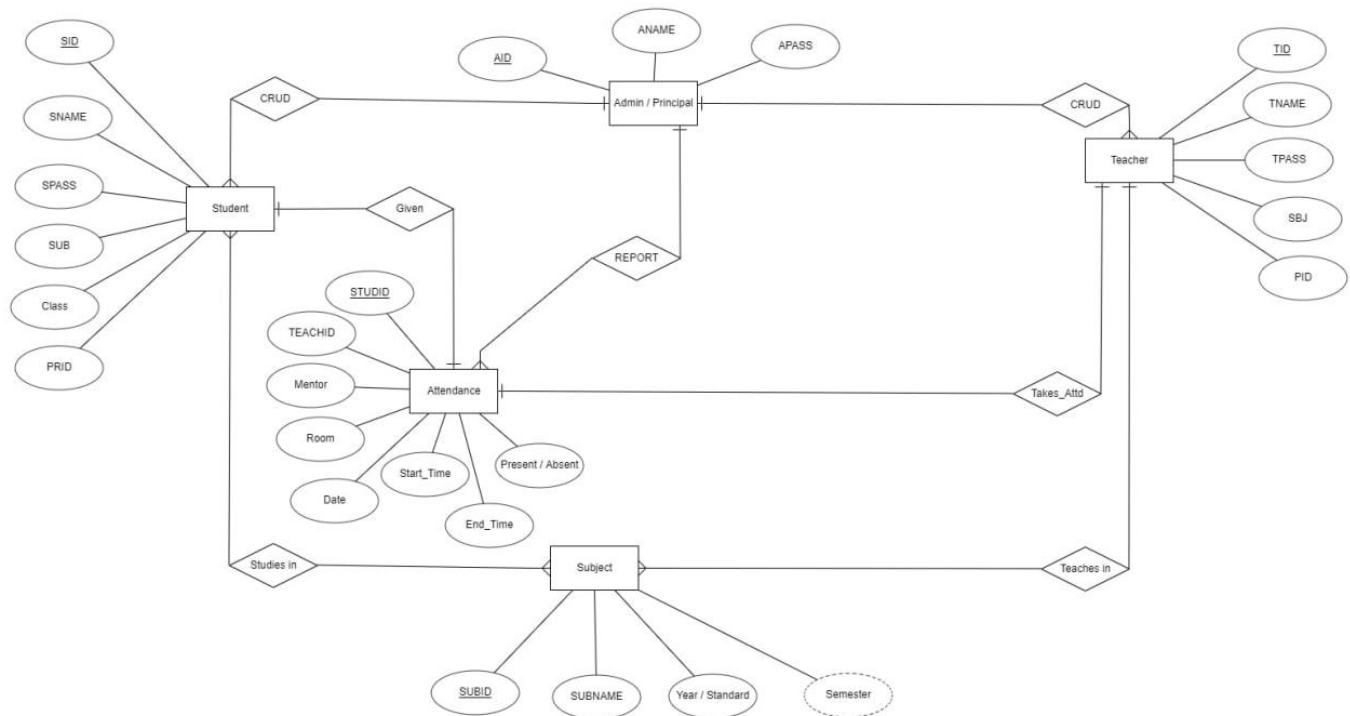 SID
ANAME
APASS
AID
TID
CRUD
Admin / Principal
CRUD
TNAME
SNAME
Teacher
TPASS
SPASS
Student
Given
SBJ
SUB
REPORT
PID
Class
STUDID
TEACHID
PRID
Mentor
Attendance
Takes_Attd
Room
Start_Time
Present / Absent
Date
End_Time
Studies in
Subject
Teaches in
SUBID
SUBNAME
Year / Standard
Semester